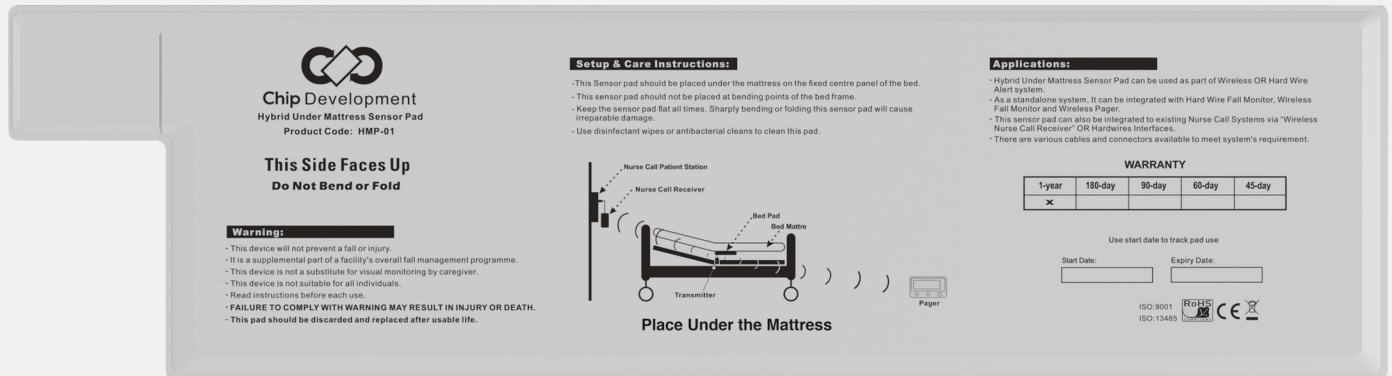 Chip Development
Hybrid Under Mattress Sensor Pad
Product Code: HMP-01
This Side Faces Up
Do Not Bend or Fold
Warning:
- This device will not prevent a fall or injury.
- It is a supplemental part of a facility's overall fall management programme.
- This device is not a substitute for visual monitoring by caregiver.
- This device is not suitable for all individuals.
- Read instructions before each use.
- FAILURE TO COMPLY WITH WARNING MAY RESULT IN INJURY OR DEATH.
- This pad should be discarded and replaced after usable life.
Setup & Care Instructions:
-This Sensor pad should be placed under the mattress on the fixed centre panel of the bed.
- This sensor pad should not be placed at bending points of the bed frame.
- Keep the sensor pad flat all times. Sharply bending or folding this sensor pad will cause
irreparable damage.
- Use disinfectant wipes or antibacterial cleans to clean this pad.
Nurse Call Patient Station
Nurse Call Receiver
Bed Pad
Bed Mattre
Transmitter
Pager
Place Under the Mattress
Applications:
- Hybrid Under Mattress Sensor Pad can be used as part of Wireless OR Hard Wire
Alert system.
- As a standalone system, It can be integrated with Hard Wire Fall Monitor, Wireless
Fall Monitor and Wireless Pager.
- This sensor pad can also be integrated to existing Nurse Call Systems via "Wireless
Nurse Call Receiver" OR Hardwires Interfaces.
- There are various cables and connectors available to meet system's requirement.
WARRANTY
1-year 180-day 90-day 60-day 45-day
x
Use start date to track pad use
Start Date: Expiry Date:
ISO:9001
ISO:13485
RoHS
CE